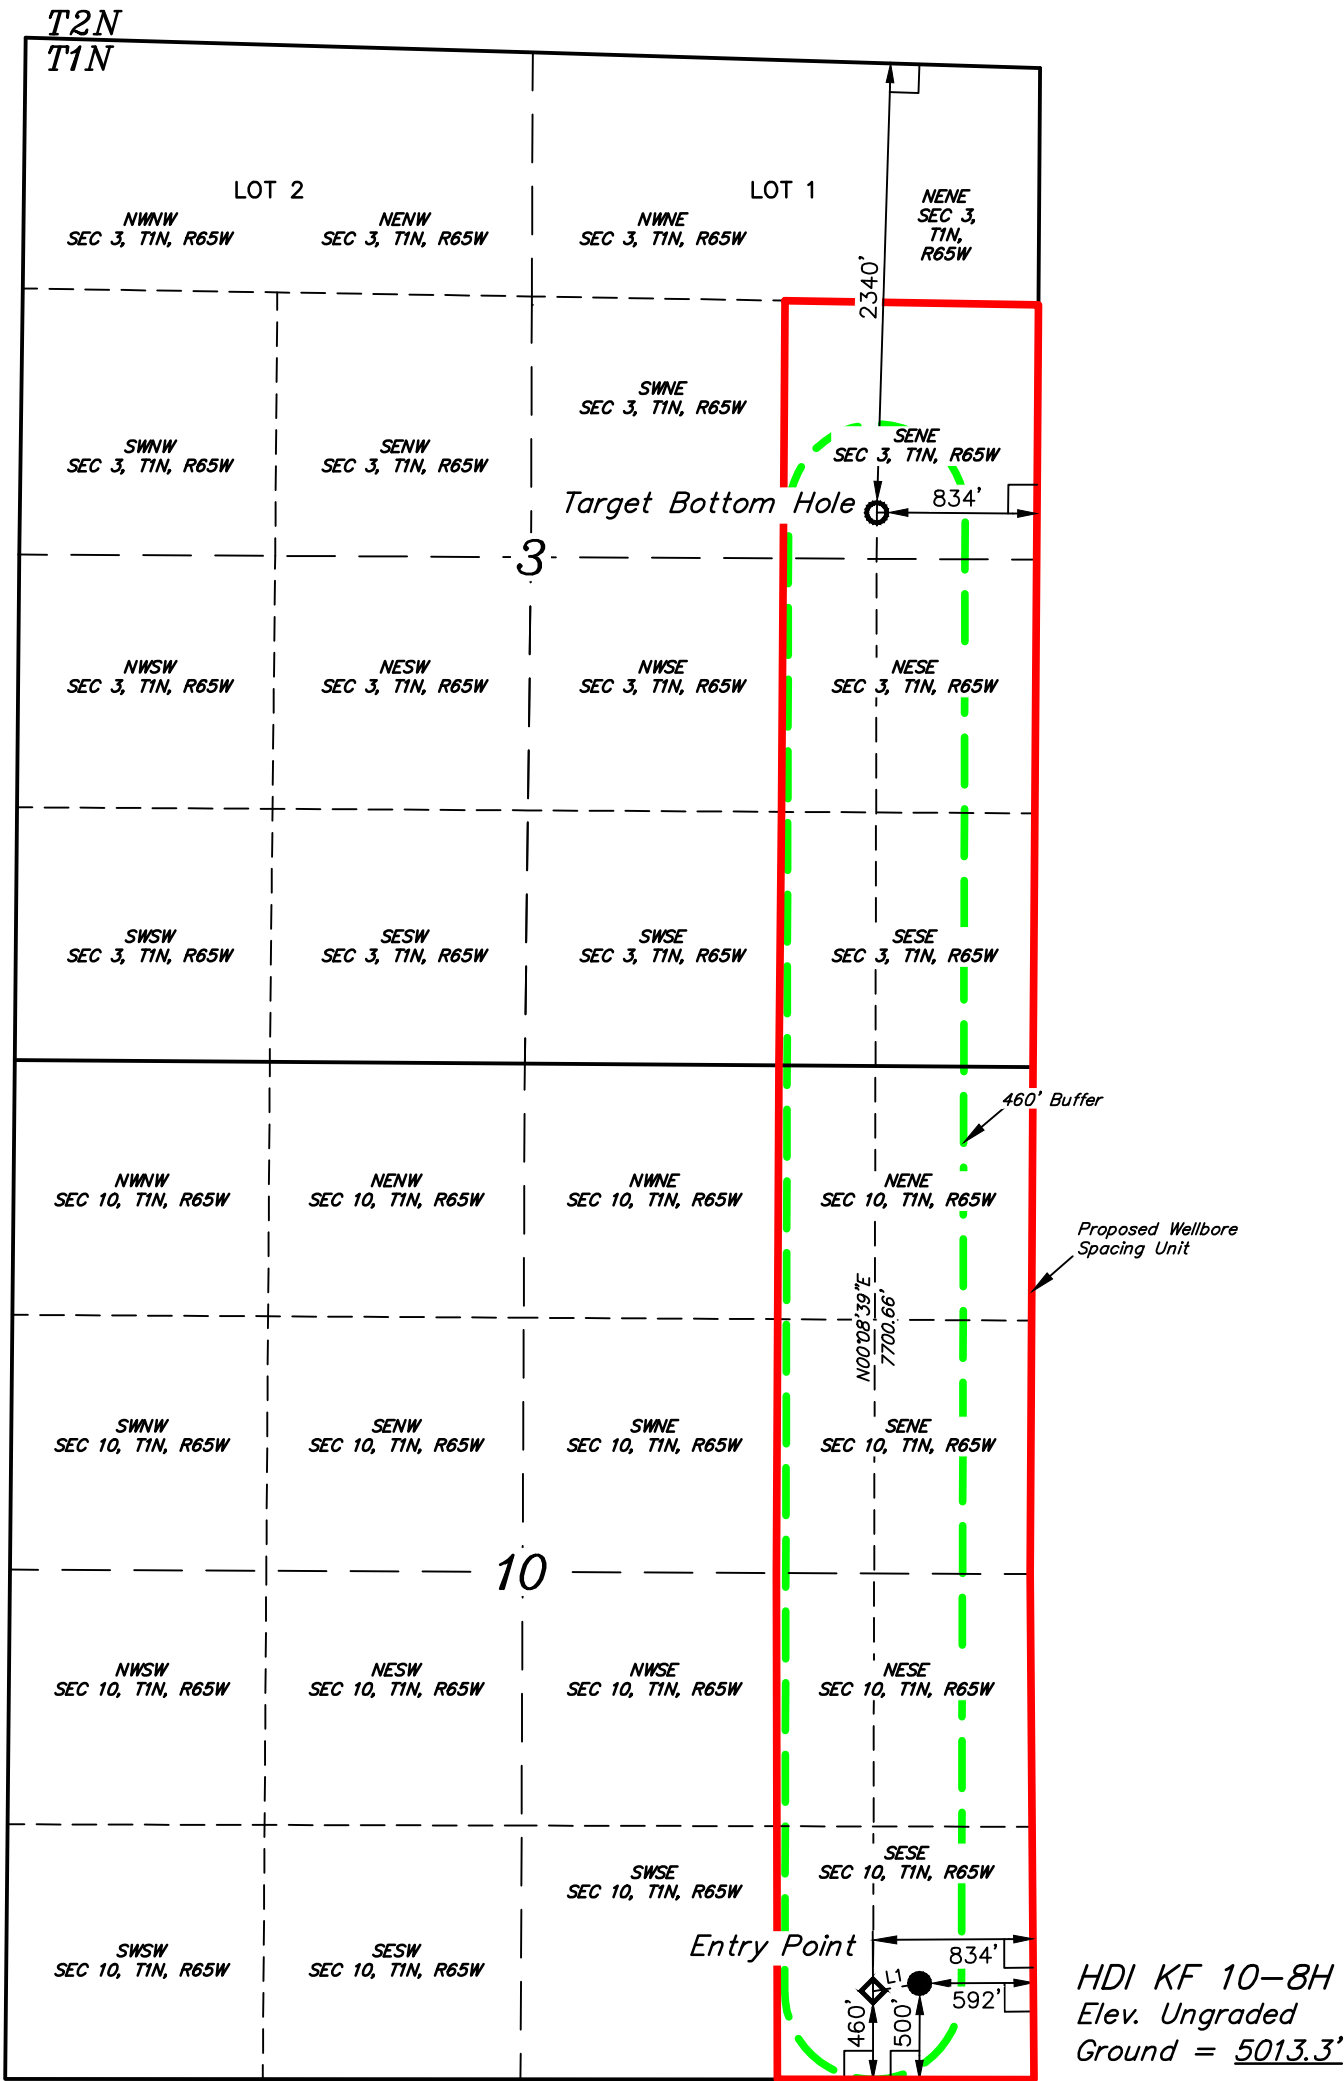 T2N
T1N
LOT 2
LOT 1
NWNW
SEC 3, T1N, R65W
NENW
SEC 3, T1N, R65W
NWNE
SEC 3, T1N, R65W
NENE
SEC 3,
T1N,
R65W
2340'
SWNE
SEC 3, T1N, R65W
SWNW
SEC 3, T1N, R65W
SENW
SEC 3, T1N, R65W
SENE
SEC 3, T1N, R65W
Target Bottom Hole
834'
3
NWSW
SEC 3, T1N, R65W
NESW
SEC 3, T1N, R65W
NWSE
SEC 3, T1N, R65W
NESE
SEC 3, T1N, R65W
SWSW
SEC 3, T1N, R65W
SESW
SEC 3, T1N, R65W
SWSE
SEC 3, T1N, R65W
SESE
SEC 3, T1N, R65W
460' Buffer
NWNW
SEC 10, T1N, R65W
NENW
SEC 10, T1N, R65W
NWNE
SEC 10, T1N, R65W
NENE
SEC 10, T1N, R65W
Proposed Wellbore
Spacing Unit
N00°08'39"E
7700.66'
SWNW
SEC 10, T1N, R65W
SENW
SEC 10, T1N, R65W
SWNE
SEC 10, T1N, R65W
SENE
SEC 10, T1N, R65W
10
NWSW
SEC 10, T1N, R65W
NESW
SEC 10, T1N, R65W
NWSE
SEC 10, T1N, R65W
NESE
SEC 10, T1N, R65W
SWSE
SEC 10, T1N, R65W
SESE
SEC 10, T1N, R65W
SWSW
SEC 10, T1N, R65W
SESW
SEC 10, T1N, R65W
Entry Point
834'
L1
592'
460'
500'
HDI KF 10-8H
Elev. Ungraded
Ground = 5013.3'